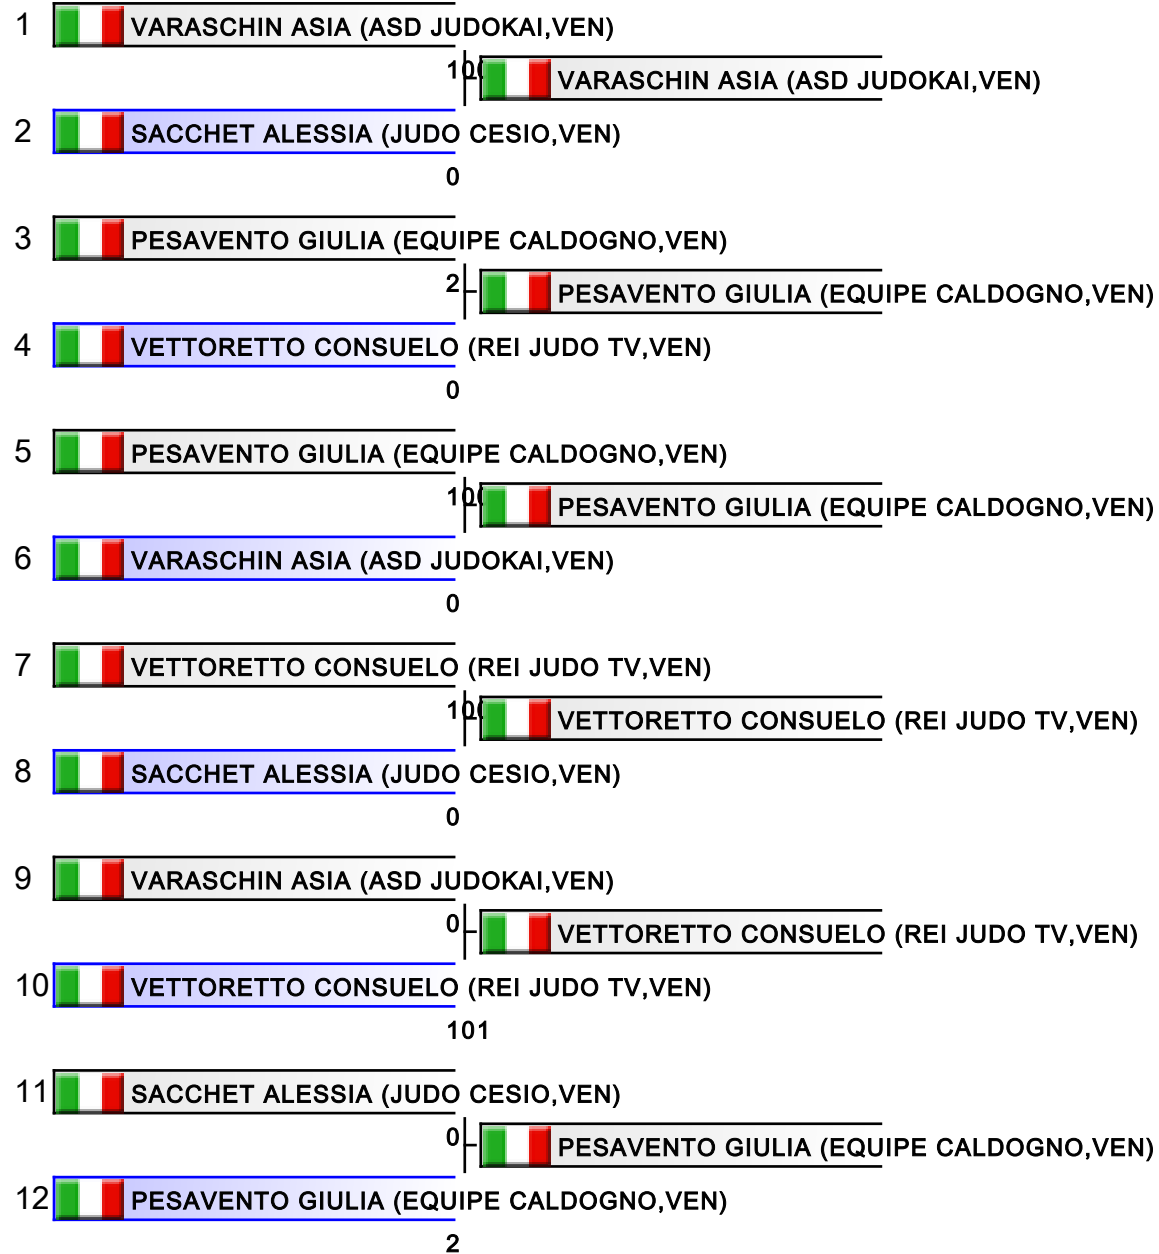 1 VARASCHIN ASIA (ASD JUDOKAI,VEN)
100 VARASCHIN ASIA (ASD JUDOKAI,VEN)
2 SACCHET ALESSIA (JUDO CESIO,VEN)
0
3 PESAVENTO GIULIA (EQUIPE CALDOGNO,VEN)
2 PESAVENTO GIULIA (EQUIPE CALDOGNO,VEN)
4 VETTORETTO CONSUELO (REI JUDO TV,VEN)
0
5 PESAVENTO GIULIA (EQUIPE CALDOGNO,VEN)
100 PESAVENTO GIULIA (EQUIPE CALDOGNO,VEN)
6 VARASCHIN ASIA (ASD JUDOKAI,VEN)
0
7 VETTORETTO CONSUELO (REI JUDO TV,VEN)
100 VETTORETTO CONSUELO (REI JUDO TV,VEN)
8 SACCHET ALESSIA (JUDO CESIO,VEN)
0
9 VARASCHIN ASIA (ASD JUDOKAI,VEN)
0 VETTORETTO CONSUELO (REI JUDO TV,VEN)
10 VETTORETTO CONSUELO (REI JUDO TV,VEN)
101
11 SACCHET ALESSIA (JUDO CESIO,VEN)
0 PESAVENTO GIULIA (EQUIPE CALDOGNO,VEN)
12 PESAVENTO GIULIA (EQUIPE CALDOGNO,VEN)
2